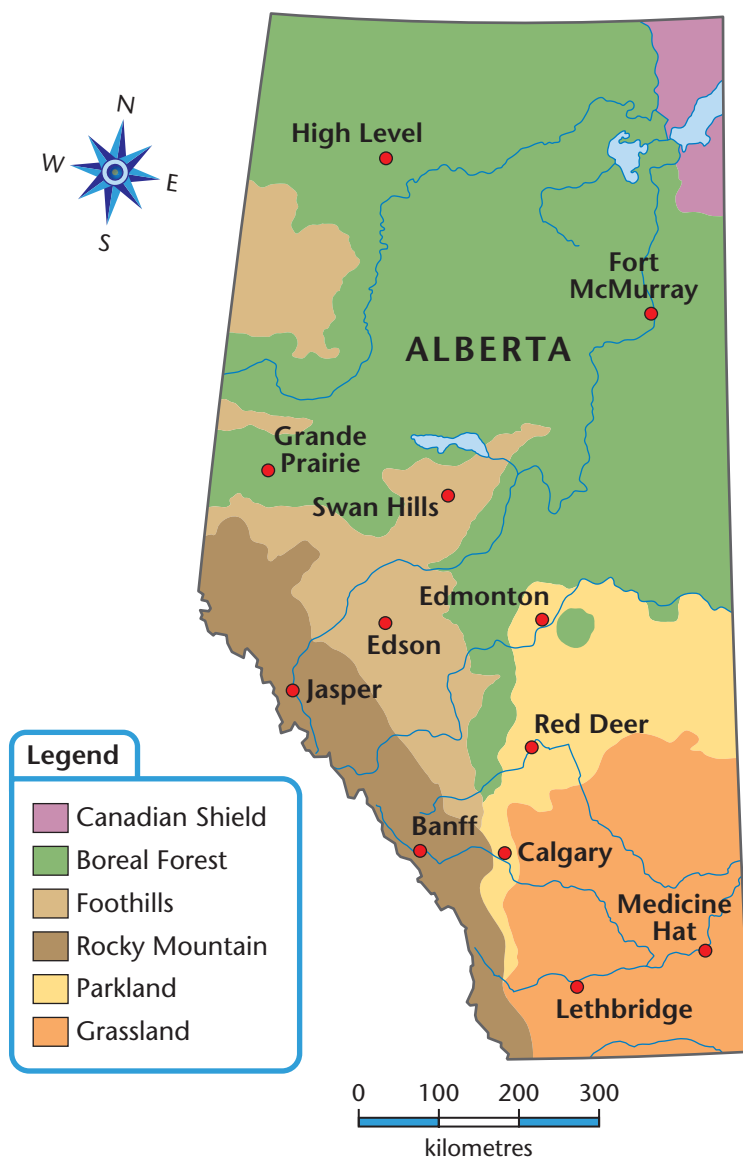 N
W
E
S
High Level
Fort
McMurray
ALBERTA
Grande
Prairie
Swan Hills
Edmonton
Edson
Jasper
Red Deer
Banff
Calgary
Medicine
Hat
Lethbridge
Legend
Canadian Shield
Boreal Forest
Foothills
Rocky Mountain
Parkland
Grassland
0 100 200 300
kilometres